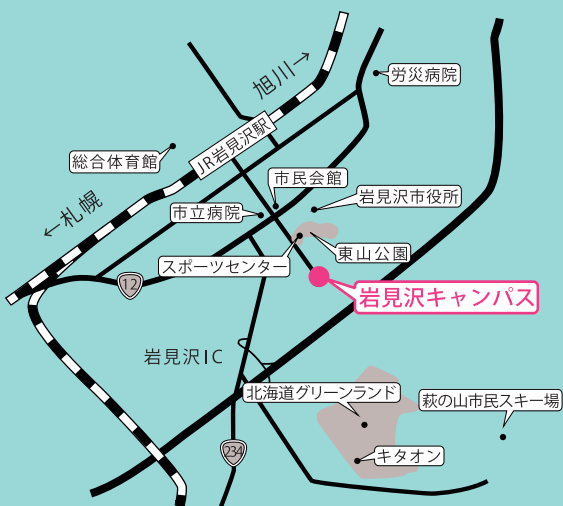 旭川→
労災病院
JR岩見沢駅
総合体育館
市民会館
岩見沢市役所
←札幌
市立病院
東山公園
スポーツセンター
12
岩見沢キャンパス
岩見沢IC
北海道グリーンランド
萩の山市民スキー場
234
キタオン